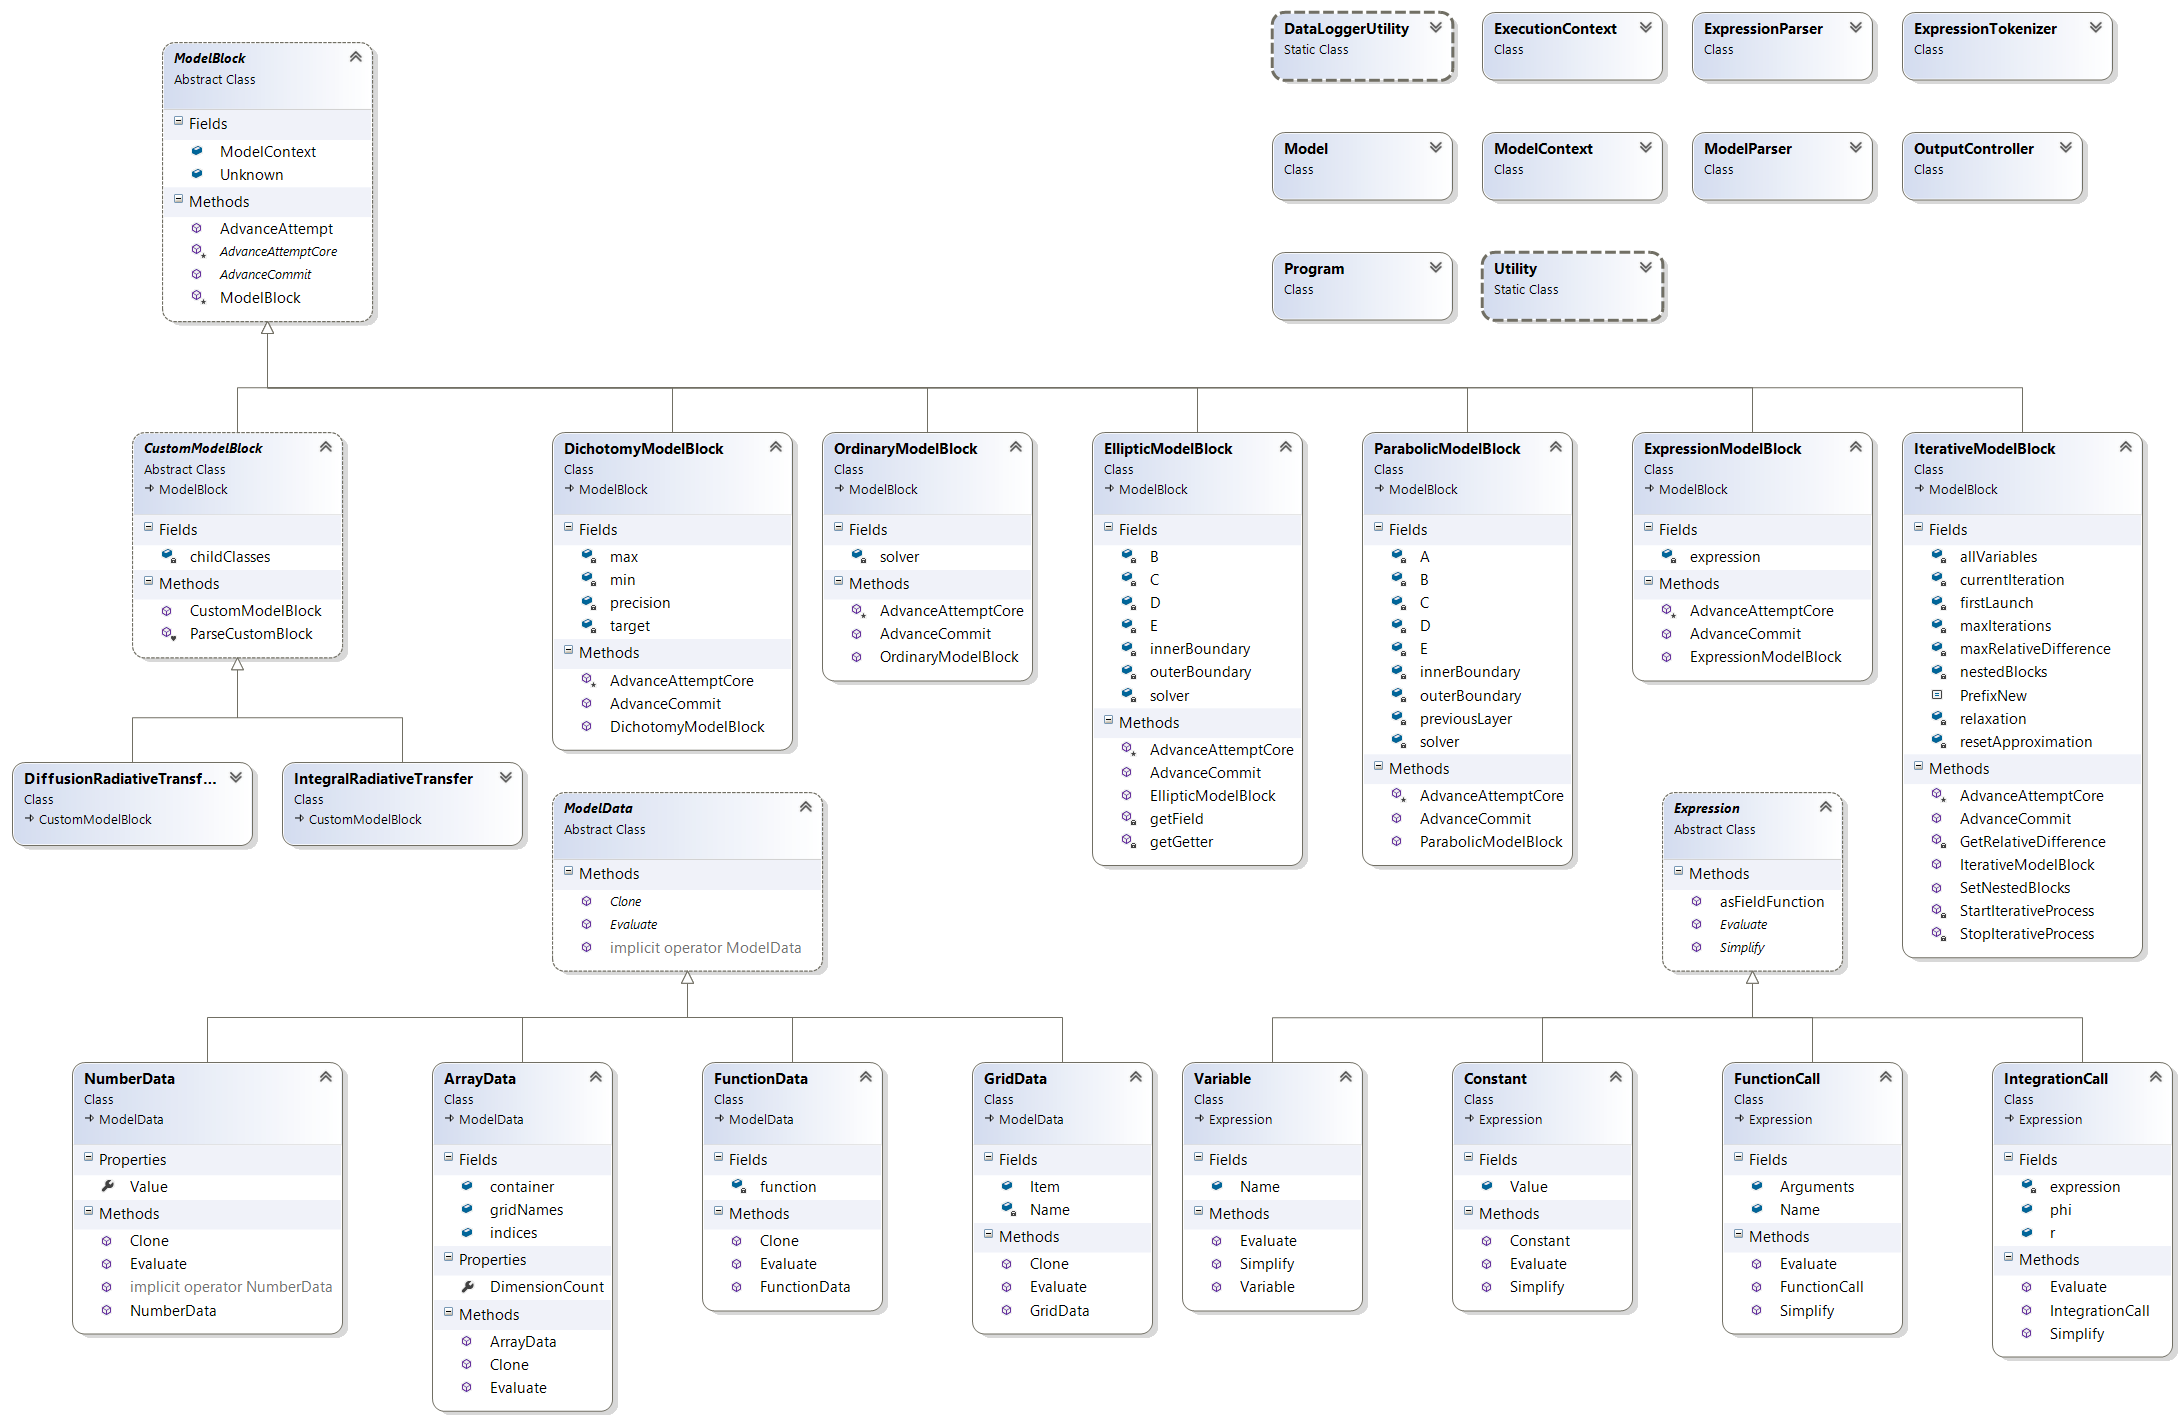 ModelBlock
Abstract Class
Fields
ModelContext
Unknown
Methods
AdvanceAttempt
AdvanceAttemptCore
AdvanceCommit
ModelBlock
DataLoggerUtility
Static Class
ExecutionContext
Class
ExpressionParser
Class
ExpressionTokenizer
Class
Model
Class
ModelContext
Class
ModelParser
Class
OutputController
Class
Program
Class
Utility
Static Class
CustomModelBlock
Abstract Class
ModelBlock
Fields
childClasses
Methods
CustomModelBlock
ParseCustomBlock
DichotomyModelBlock
Class
ModelBlock
Fields
max
min
precision
target
Methods
AdvanceAttemptCore
AdvanceCommit
DichotomyModelBlock
OrdinaryModelBlock
Class
ModelBlock
Fields
solver
Methods
AdvanceAttemptCore
AdvanceCommit
OrdinaryModelBlock
EllipticModelBlock
Class
ModelBlock
Fields
B
C
D
E
innerBoundary
outerBoundary
solver
Methods
AdvanceAttemptCore
AdvanceCommit
EllipticModelBlock
getField
getGetter
ParabolicModelBlock
Class
ModelBlock
Fields
A
B
C
D
E
innerBoundary
outerBoundary
previousLayer
solver
Methods
AdvanceAttemptCore
AdvanceCommit
ParabolicModelBlock
ExpressionModelBlock
Class
ModelBlock
Fields
expression
Methods
AdvanceAttemptCore
AdvanceCommit
ExpressionModelBlock
IterativeModelBlock
Class
ModelBlock
Fields
allVariables
currentIteration
firstLaunch
maxIterations
maxRelativeDifference
nestedBlocks
PrefixNew
relaxation
resetApproximation
Methods
AdvanceAttemptCore
AdvanceCommit
GetRelativeDifference
IterativeModelBlock
SetNestedBlocks
StartIterativeProcess
StopIterativeProcess
DiffusionRadiativeTransf...
Class
CustomModelBlock
IntegralRadiativeTransfer
Class
CustomModelBlock
ModelData
Abstract Class
Methods
Clone
Evaluate
implicit operator ModelData
Expression
Abstract Class
Methods
asFieldFunction
Evaluate
Simplify
NumberData
Class
ModelData
Properties
Value
Methods
Clone
Evaluate
implicit operator NumberData
NumberData
ArrayData
Class
ModelData
Fields
container
gridNames
indices
Properties
DimensionCount
Methods
ArrayData
Clone
Evaluate
FunctionData
Class
ModelData
Fields
function
Methods
Clone
Evaluate
FunctionData
GridData
Class
ModelData
Fields
Item
Name
Methods
Clone
Evaluate
GridData
Variable
Class
Expression
Fields
Name
Methods
Evaluate
Simplify
Variable
Constant
Class
Expression
Fields
Value
Methods
Constant
Evaluate
Simplify
FunctionCall
Class
Expression
Fields
Arguments
Name
Methods
Evaluate
FunctionCall
Simplify
IntegrationCall
Class
Expression
Fields
expression
phi
r
Methods
Evaluate
IntegrationCall
Simplify